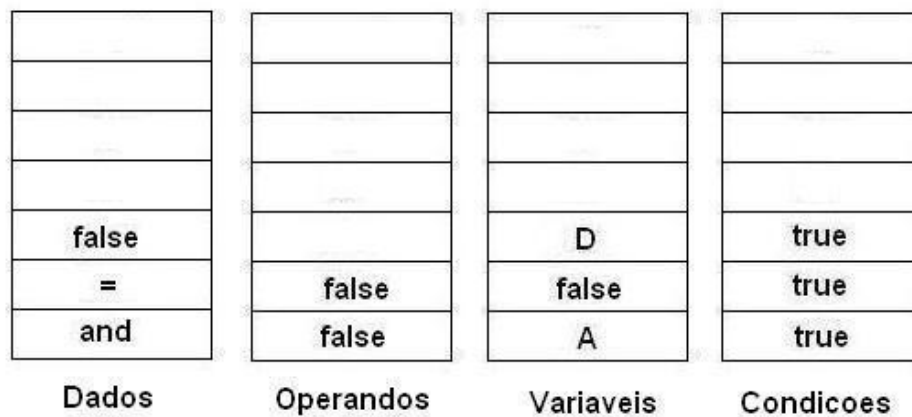 false D true
= false false true
and false A true
Dados Operandos Variaveis Condicoes